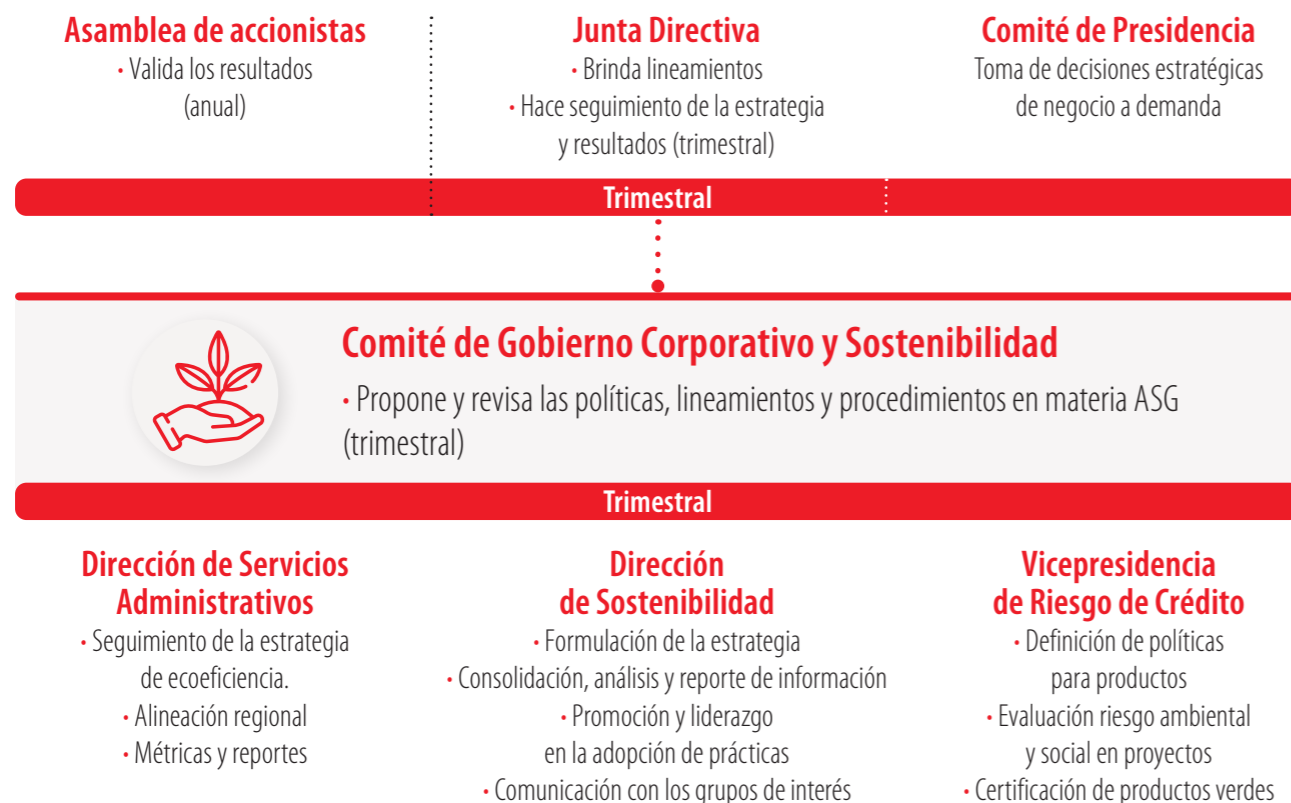 Asamblea de accionistas
• Valida los resultados
(anual)
Junta Directiva
• Brinda lineamientos
• Hace seguimiento de la estrategia
y resultados (trimestral)
Comité de Presidencia
Toma de decisiones estratégicas
de negocio a demanda
Trimestral
Comité de Gobierno Corporativo y Sostenibilidad
• Propone y revisa las políticas, lineamientos y procedimientos en materia ASG
(trimestral)
Trimestral
Dirección de Servicios
Administrativos
• Seguimiento de la estrategia
de ecoeficiencia.
• Alineación regional
• Métricas y reportes
Dirección
de Sostenibilidad
• Formulación de la estrategia
• Consolidación, análisis y reporte de información
• Promoción y liderazgo
en la adopción de prácticas
• Comunicación con los grupos de interés
Vicepresidencia
de Riesgo de Crédito
• Definición de políticas
para productos
• Evaluación riesgo ambiental
y social en proyectos
• Certificación de productos verdes